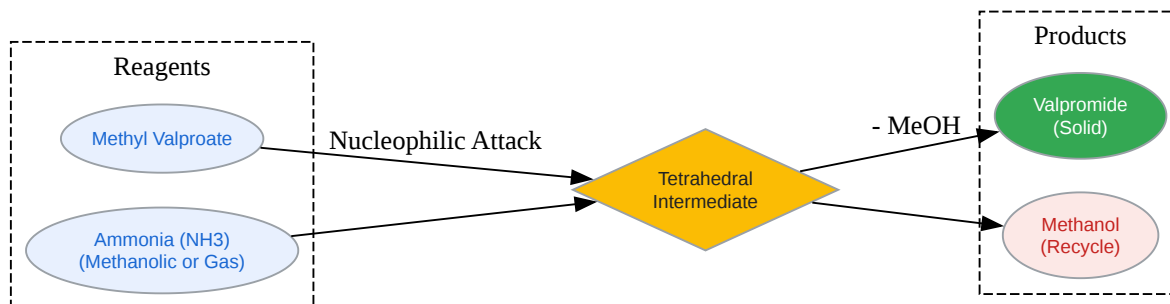 Reagents
Methyl Valproate
Ammonia (NH3)
(Methanolic or Gas)
Nucleophilic Attack
Tetrahedral
Intermediate
- MeOH
Products
Valpromide
(Solid)
Methanol
(Recycle)